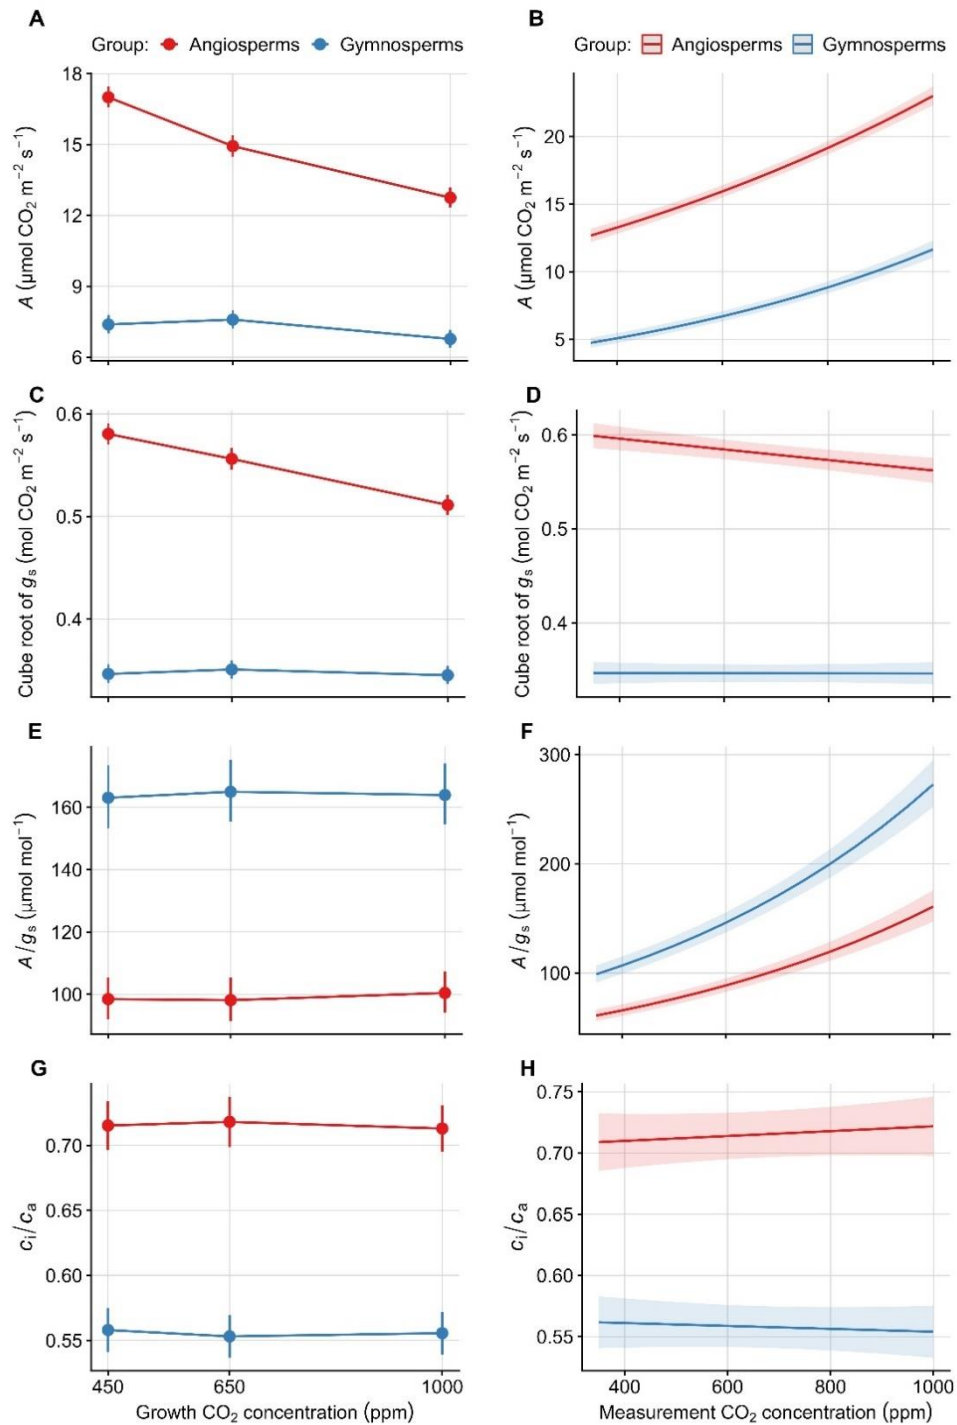 A
Group: Angiosperms Gymnosperms
A (μmol CO₂ m⁻² s⁻¹)
18
15
12
9
6
B
Group: Angiosperms Gymnosperms
A (μmol CO₂ m⁻² s⁻¹)
20
15
10
5
C
Cube root of gₛ (mol CO₂ m⁻² s⁻¹)
0.6
0.5
0.4
D
Cube root of gₛ (mol CO₂ m⁻² s⁻¹)
0.6
0.5
0.4
E
A/gₛ (μmol mol⁻¹)
160
140
120
100
F
A/gₛ (μmol mol⁻¹)
300
200
100
G
cᵢ/cₐ
0.70
0.65
0.60
0.55
450 650 1000
Growth CO₂ concentration (ppm)
H
cᵢ/cₐ
0.75
0.70
0.65
0.60
0.55
400 600 800 1000
Measurement CO₂ concentration (ppm)